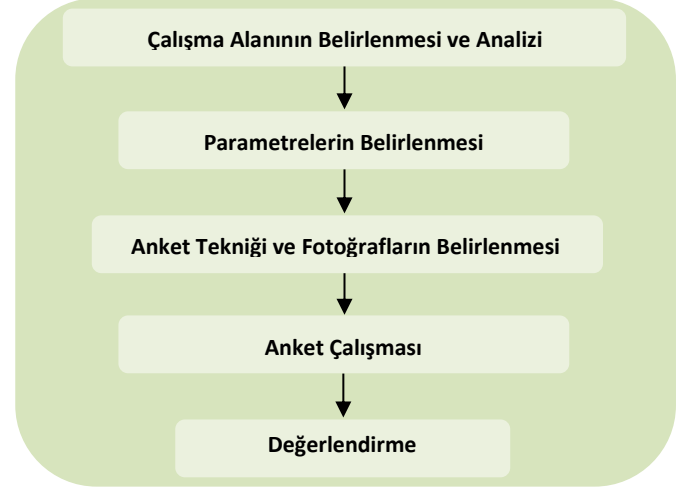 Çalışma Alanının Belirlenmesi ve Analizi
Parametrelerin Belirlenmesi
Anket Tekniği ve Fotoğrafların Belirlenmesi
Anket Çalışması
Değerlendirme